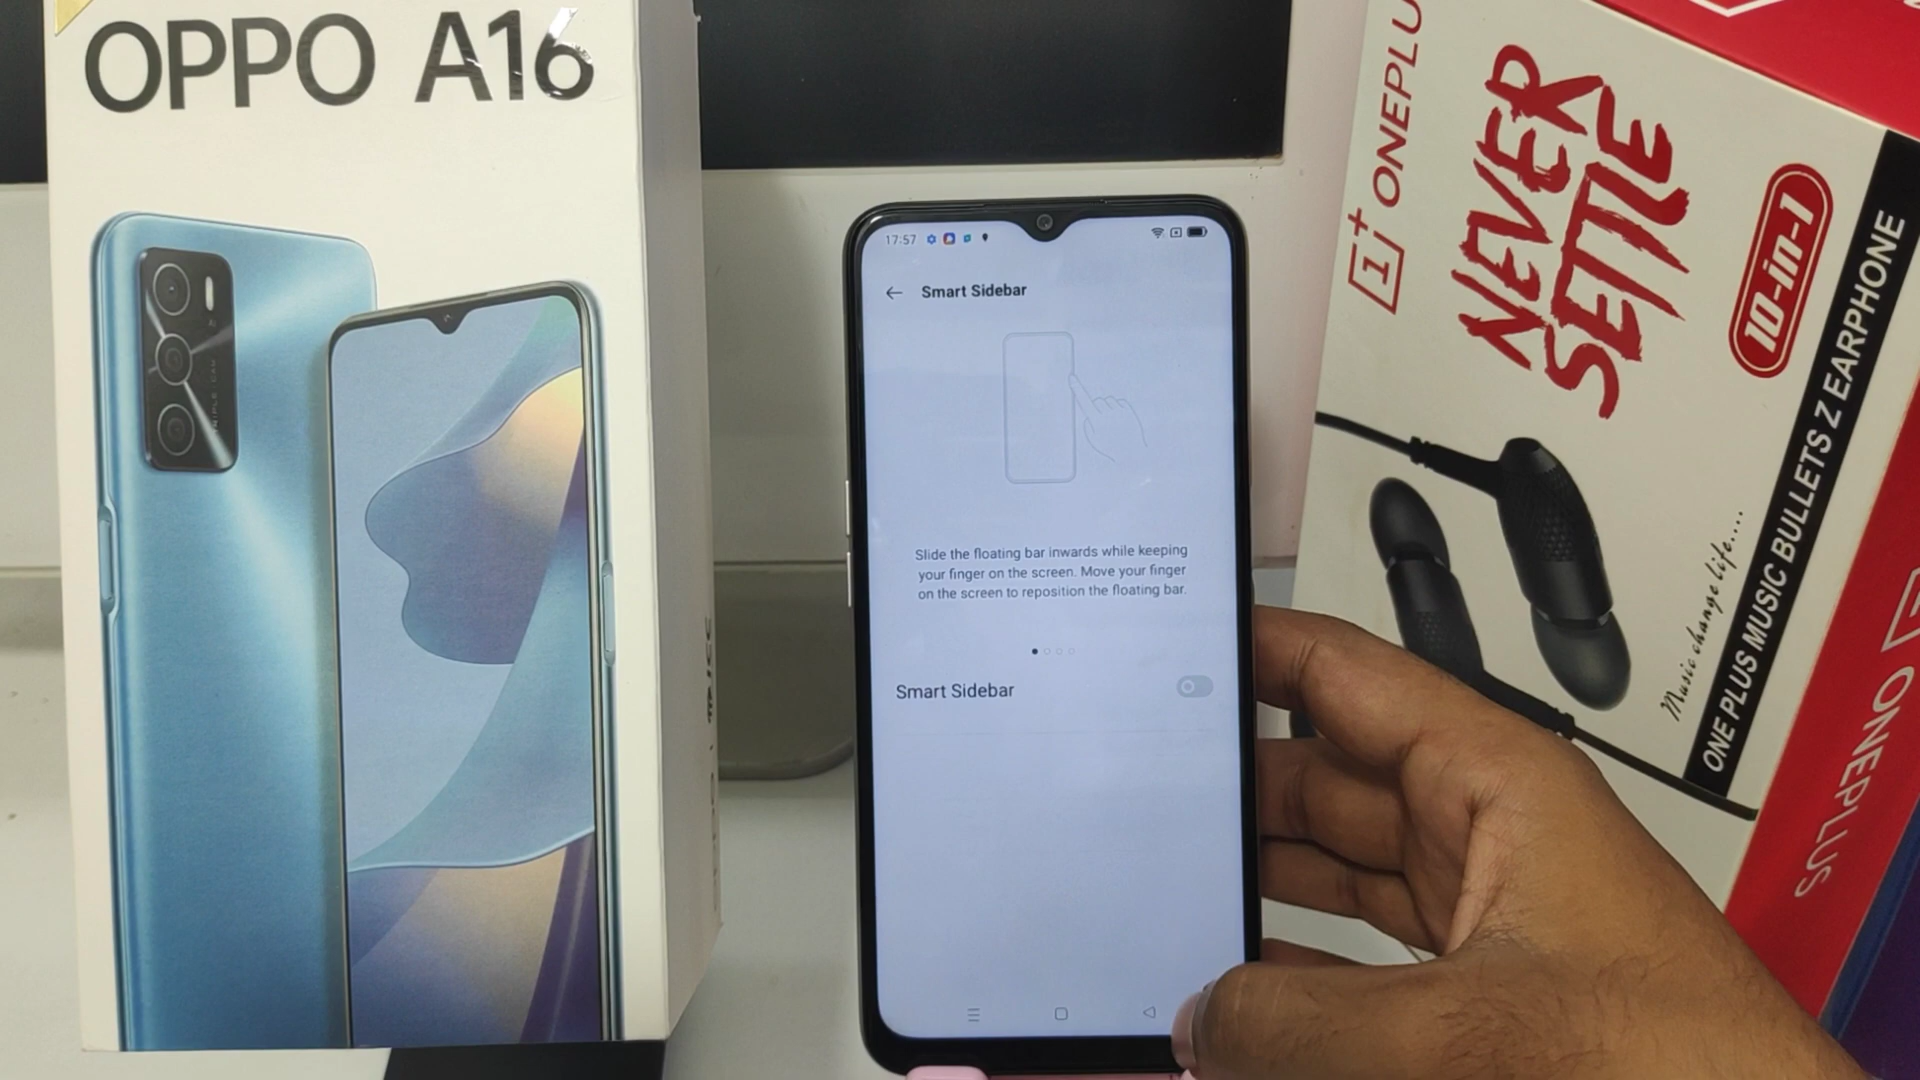 OPPO A16
17:57
Smart Sidebar
Slide the floating bar inwards while keeping
your finger on the screen. Move your finger
on the screen to reposition the floating bar.
Smart Sidebar
1+ ONEPLU
NEVER
SETTLE
10-in-1
Music change life....
ONE PLUS MUSIC BULLETS Z EARPHONE
ONEPLUS